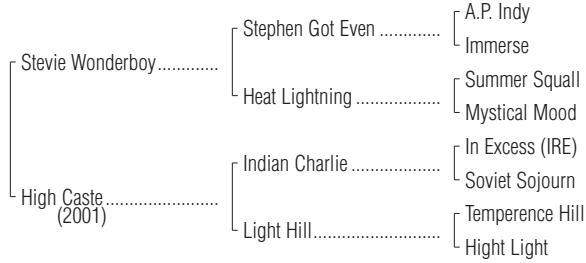 A.P. Indy
Stephen Got Even
Immerse
Stevie Wonderboy
Summer Squall
Heat Lightning
Mystical Mood
In Excess (IRE)
Indian Charlie
Soviet Sojourn
High Caste
(2001)
Temperence Hill
Light Hill
Hight Light